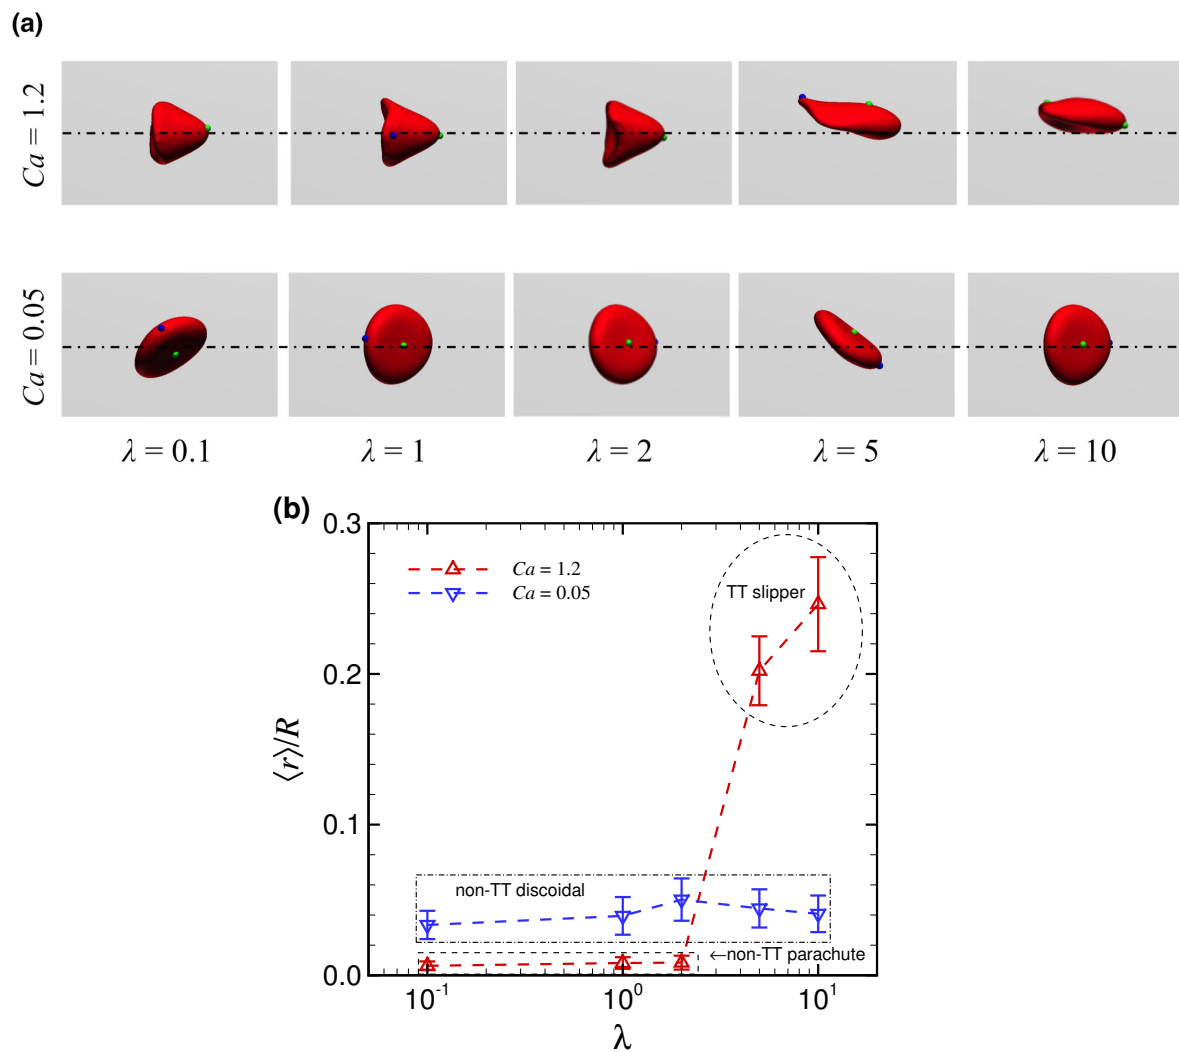 (a)
Ca = 1.2
Ca = 0.05
λ = 0.1
λ = 1
λ = 2
λ = 5
λ = 10
(b)
0.3
Ca = 1.2
Ca = 0.05
TT slipper
0.2
⟨r⟩/R
0.1
non-TT discoidal
←non-TT parachute
0.0
10⁻¹
10⁰
10¹
λ